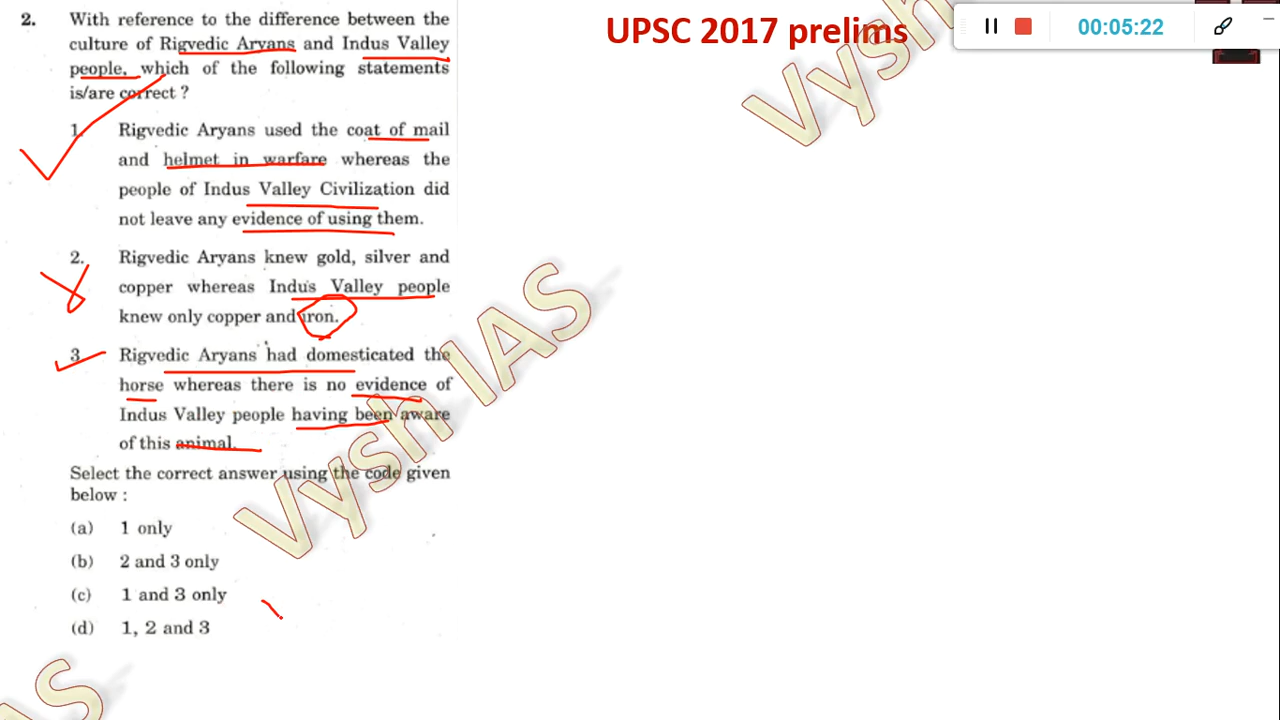 UPSC 2017 prelims
00:05:22
2. With reference to the difference between the
culture of Rigvedic Aryans and Indus Valley
people, which of the following statements
is/are correct ?
1. Rigvedic Aryans used the coat of mail
and helmet in warfare whereas the
people of Indus Valley Civilization did
not leave any evidence of using them.
2. Rigvedic Aryans knew gold, silver and
copper whereas Indus Valley people
knew only copper and iron.
3 Rigvedic Aryans had domesticated the
horse whereas there is no evidence of
Indus Valley people having been aware
of this animal.
Select the correct answer using the code given
below :
(a) 1 only
(b) 2 and 3 only
(c) 1 and 3 only
(d) 1, 2 and 3
Vysh
Vysh IAS
AS